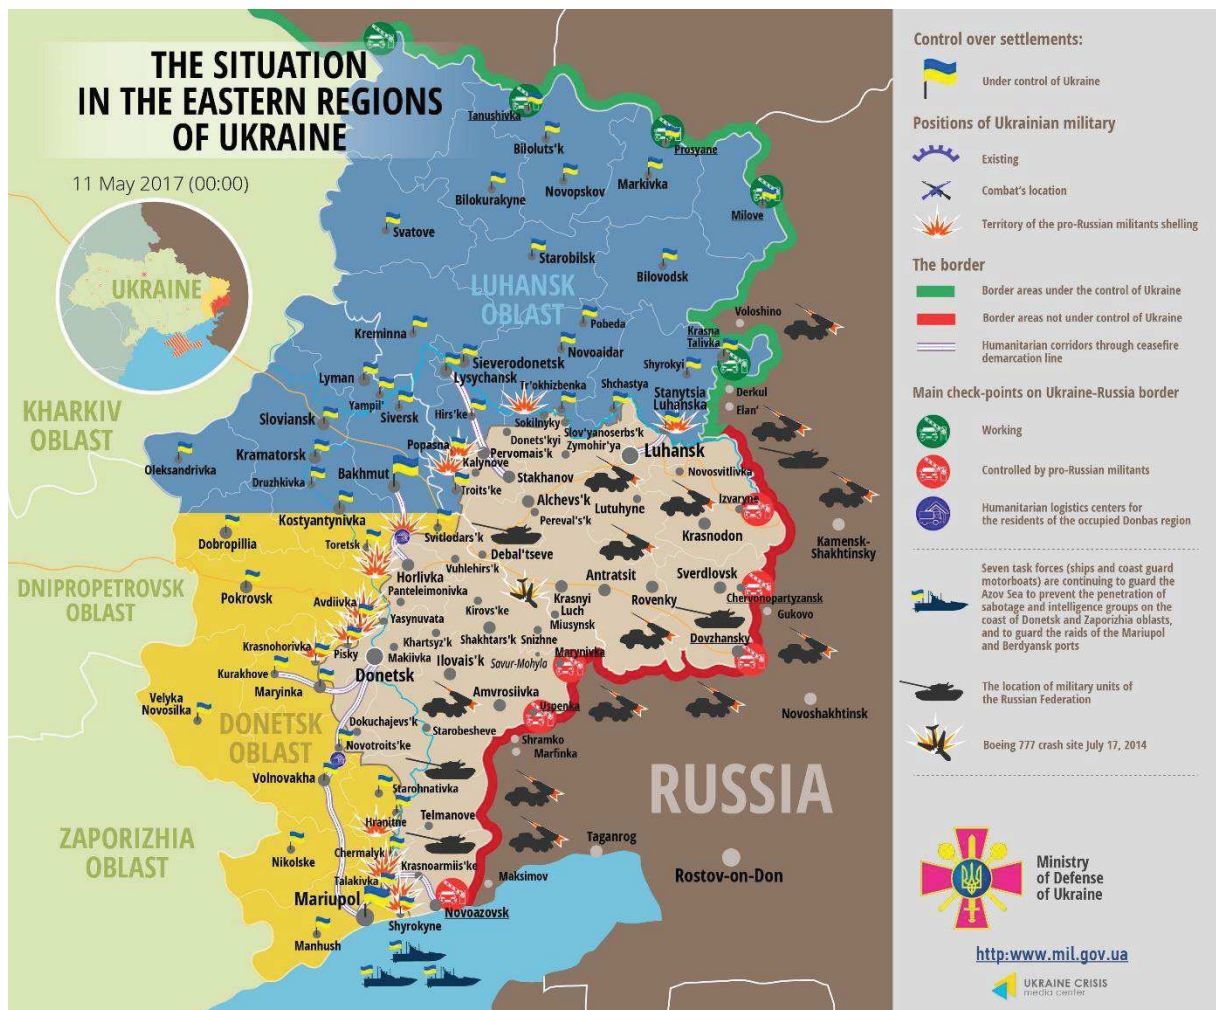 THE SITUATION
IN THE EASTERN REGIONS
OF UKRAINE
11 May 2017 (00:00)
UKRAINE
KHARKIV
OBLAST
DNIPROPETROVSK
OBLAST
ZAPORIZHIA
OBLAST
LUHANSK
OBLAST
DONETSK
OBLAST
RUSSIA
Tanushivka
Biloluts'k
Prosyane
Bilokurakyne
Novopskov
Markivka
Milove
Svatove
Starobilsk
Bilovodsk
Voloshino
Kreminna
Pobeda
Krasna
Talivka
Novoaidar
Sieverodonetsk
Lysychansk
Shyrokyi
Lyman
Yampil'
Siversk
Tr'okhizbenka
Shchastya
Stanytsia
Luhanska
Derkul
Elan'
Sloviansk
Hirs'ke
Sokilnyky
Slov'yanoserbs'k
Donets'kyi
Zymohir'ya
Popasna
Pervomais'k
Luhansk
Oleksandrivka
Kramatorsk
Bakhmut
Kalynove
Stakhanov
Novosvitlivka
Druzhkivka
Troits'ke
Alchevs'k
Lutuhyne
Izvaryne
Kostyantynivka
Pereval's'k
Svitlodars'k
Krasnodon
Kamensk-
Shakhtinsky
Dobropillia
Toretsk
Debal'tseve
Vuhlehirs'k
Horlivka
Antratsit
Sverdlovsk
Pokrovsk
Panteleimonivka
Krasnyi
Luch
Rovenky
Chervonopartyzansk
Avdiivka
Kirovs'ke
Miusynsk
Gukovo
Yasynuvata
Shakhtars'k
Snizhne
Dovzhansky
Krasnohorivka
Pisky
Khartsyz'k
Makiivka
Ilovais'k
Savur-Mohyla
Marynivka
Kurakhove
Donetsk
Maryinka
Velyka
Novosilka
Amvrosiivka
Uspenka
Novoshakhtinsk
Dokuchajevs'k
Starobesheve
Shramko
Marfinka
Novotroits'ke
Volnovakha
Starohnativka
Hranitne
Telmanove
Taganrog
Nikolske
Chermalyk
Krasnoarmiis'ke
Rostov-on-Don
Talakivka
Maksimov
Mariupol
Novoazovsk
Shyrokyne
Manhush
Control over settlements:
Under control of Ukraine
Positions of Ukrainian military
Existing
Combat's location
Territory of the pro-Russian militants shelling
The border
Border areas under the control of Ukraine
Border areas not under control of Ukraine
Humanitarian corridors through ceasefire
demarcation line
Main check-points on Ukraine-Russia border
Working
Controlled by pro-Russian militants
Humanitarian logistics centers for
the residents of the occupied Donbas region
Seven task forces (ships and coast guard
motorboats) are continuing to guard the
Azov Sea to prevent the penetration of
sabotage and intelligence groups on the
coast of Donetsk and Zaporizhia oblasts,
and to guard the raids of the Mariupol
and Berdyansk ports
The location of military units of
the Russian Federation
Boeing 777 crash site July 17, 2014
Ministry
of Defense
of Ukraine
http:www.mil.gov.ua
UKRAINE CRISIS
media center